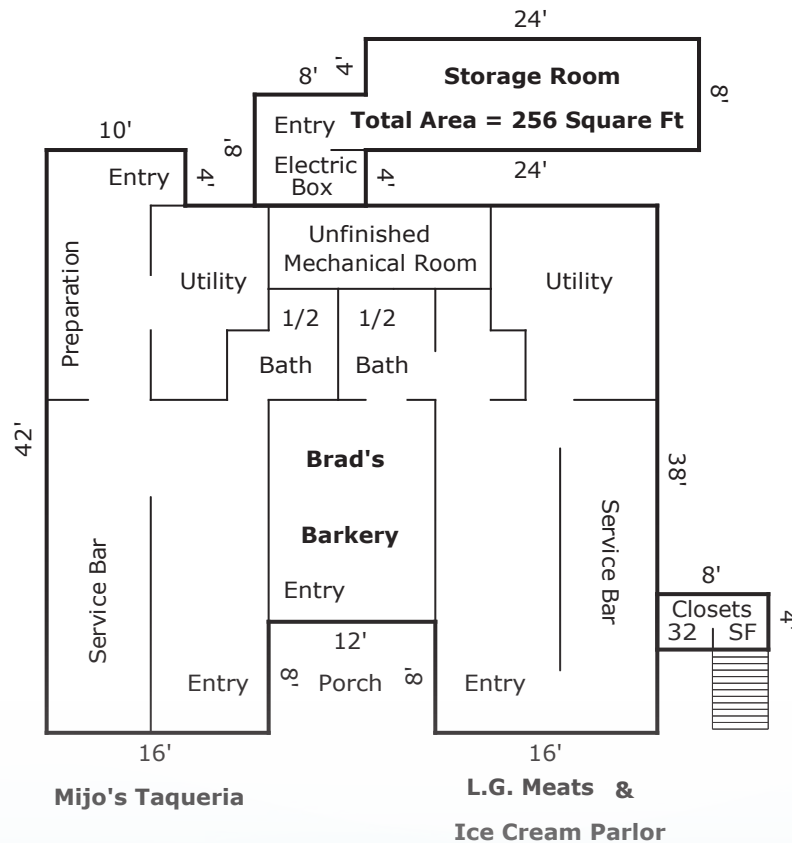 24'
8'
4'
Storage Room
8'
Entry
Total Area = 256 Square Ft
10'
8'
Entry
4'
Electric
Box
4'
24'
Unfinished
Mechanical Room
Preparation
Utility
Utility
1/2
1/2
Bath
Bath
42'
Brad's
38'
Barkery
Service Bar
Service Bar
8'
Entry
Closets
32 SF
4'
12'
Entry
8'
Porch
8'
Entry
16'
16'
Mijo's Taqueria
L.G. Meats &
Ice Cream Parlor